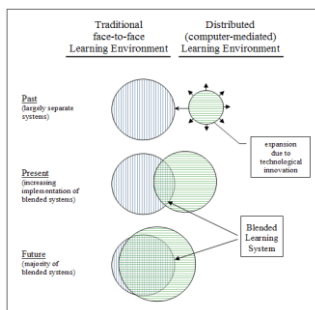 Traditional
face-to-face
Learning Environment
Distributed
(computer-mediated)
Learning Environment
Past
(largely separate
systems)
expansion
due to
technological
innovation
Present
(increasing
implementation of
blended systems)
Blended
Learning
System
Future
(majority of
blended systems)